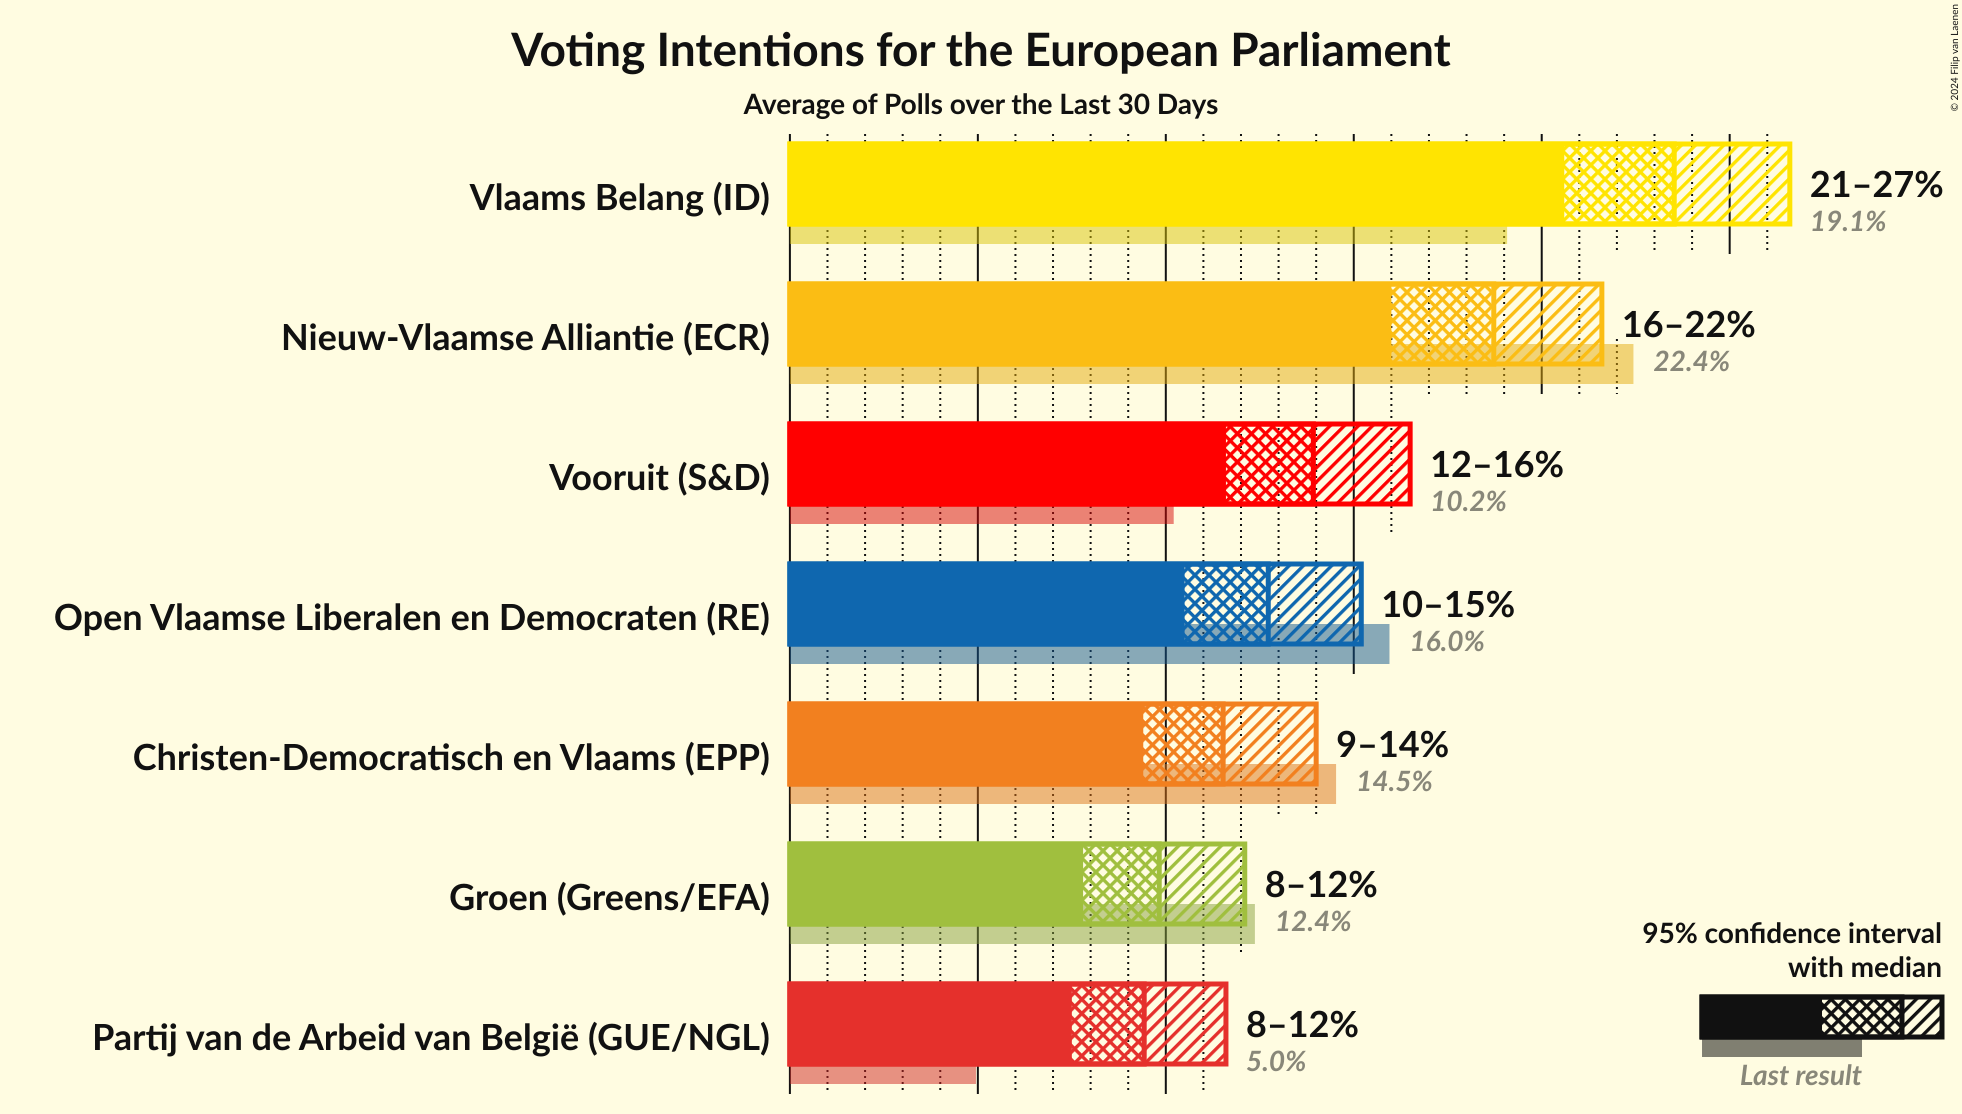 Voting Intentions for the European Parliament
Average of Polls over the Last 30 Days
© 2024 Filip van Laenen
Vlaams Belang (ID)
21–27%
19.1%
Nieuw-Vlaamse Alliantie (ECR)
16–22%
22.4%
Vooruit (S&D)
12–16%
10.2%
Open Vlaamse Liberalen en Democraten (RE)
10–15%
16.0%
Christen-Democratisch en Vlaams (EPP)
9–14%
14.5%
Groen (Greens/EFA)
8–12%
12.4%
Partij van de Arbeid van België (GUE/NGL)
8–12%
5.0%
95% confidence interval
with median
Last result